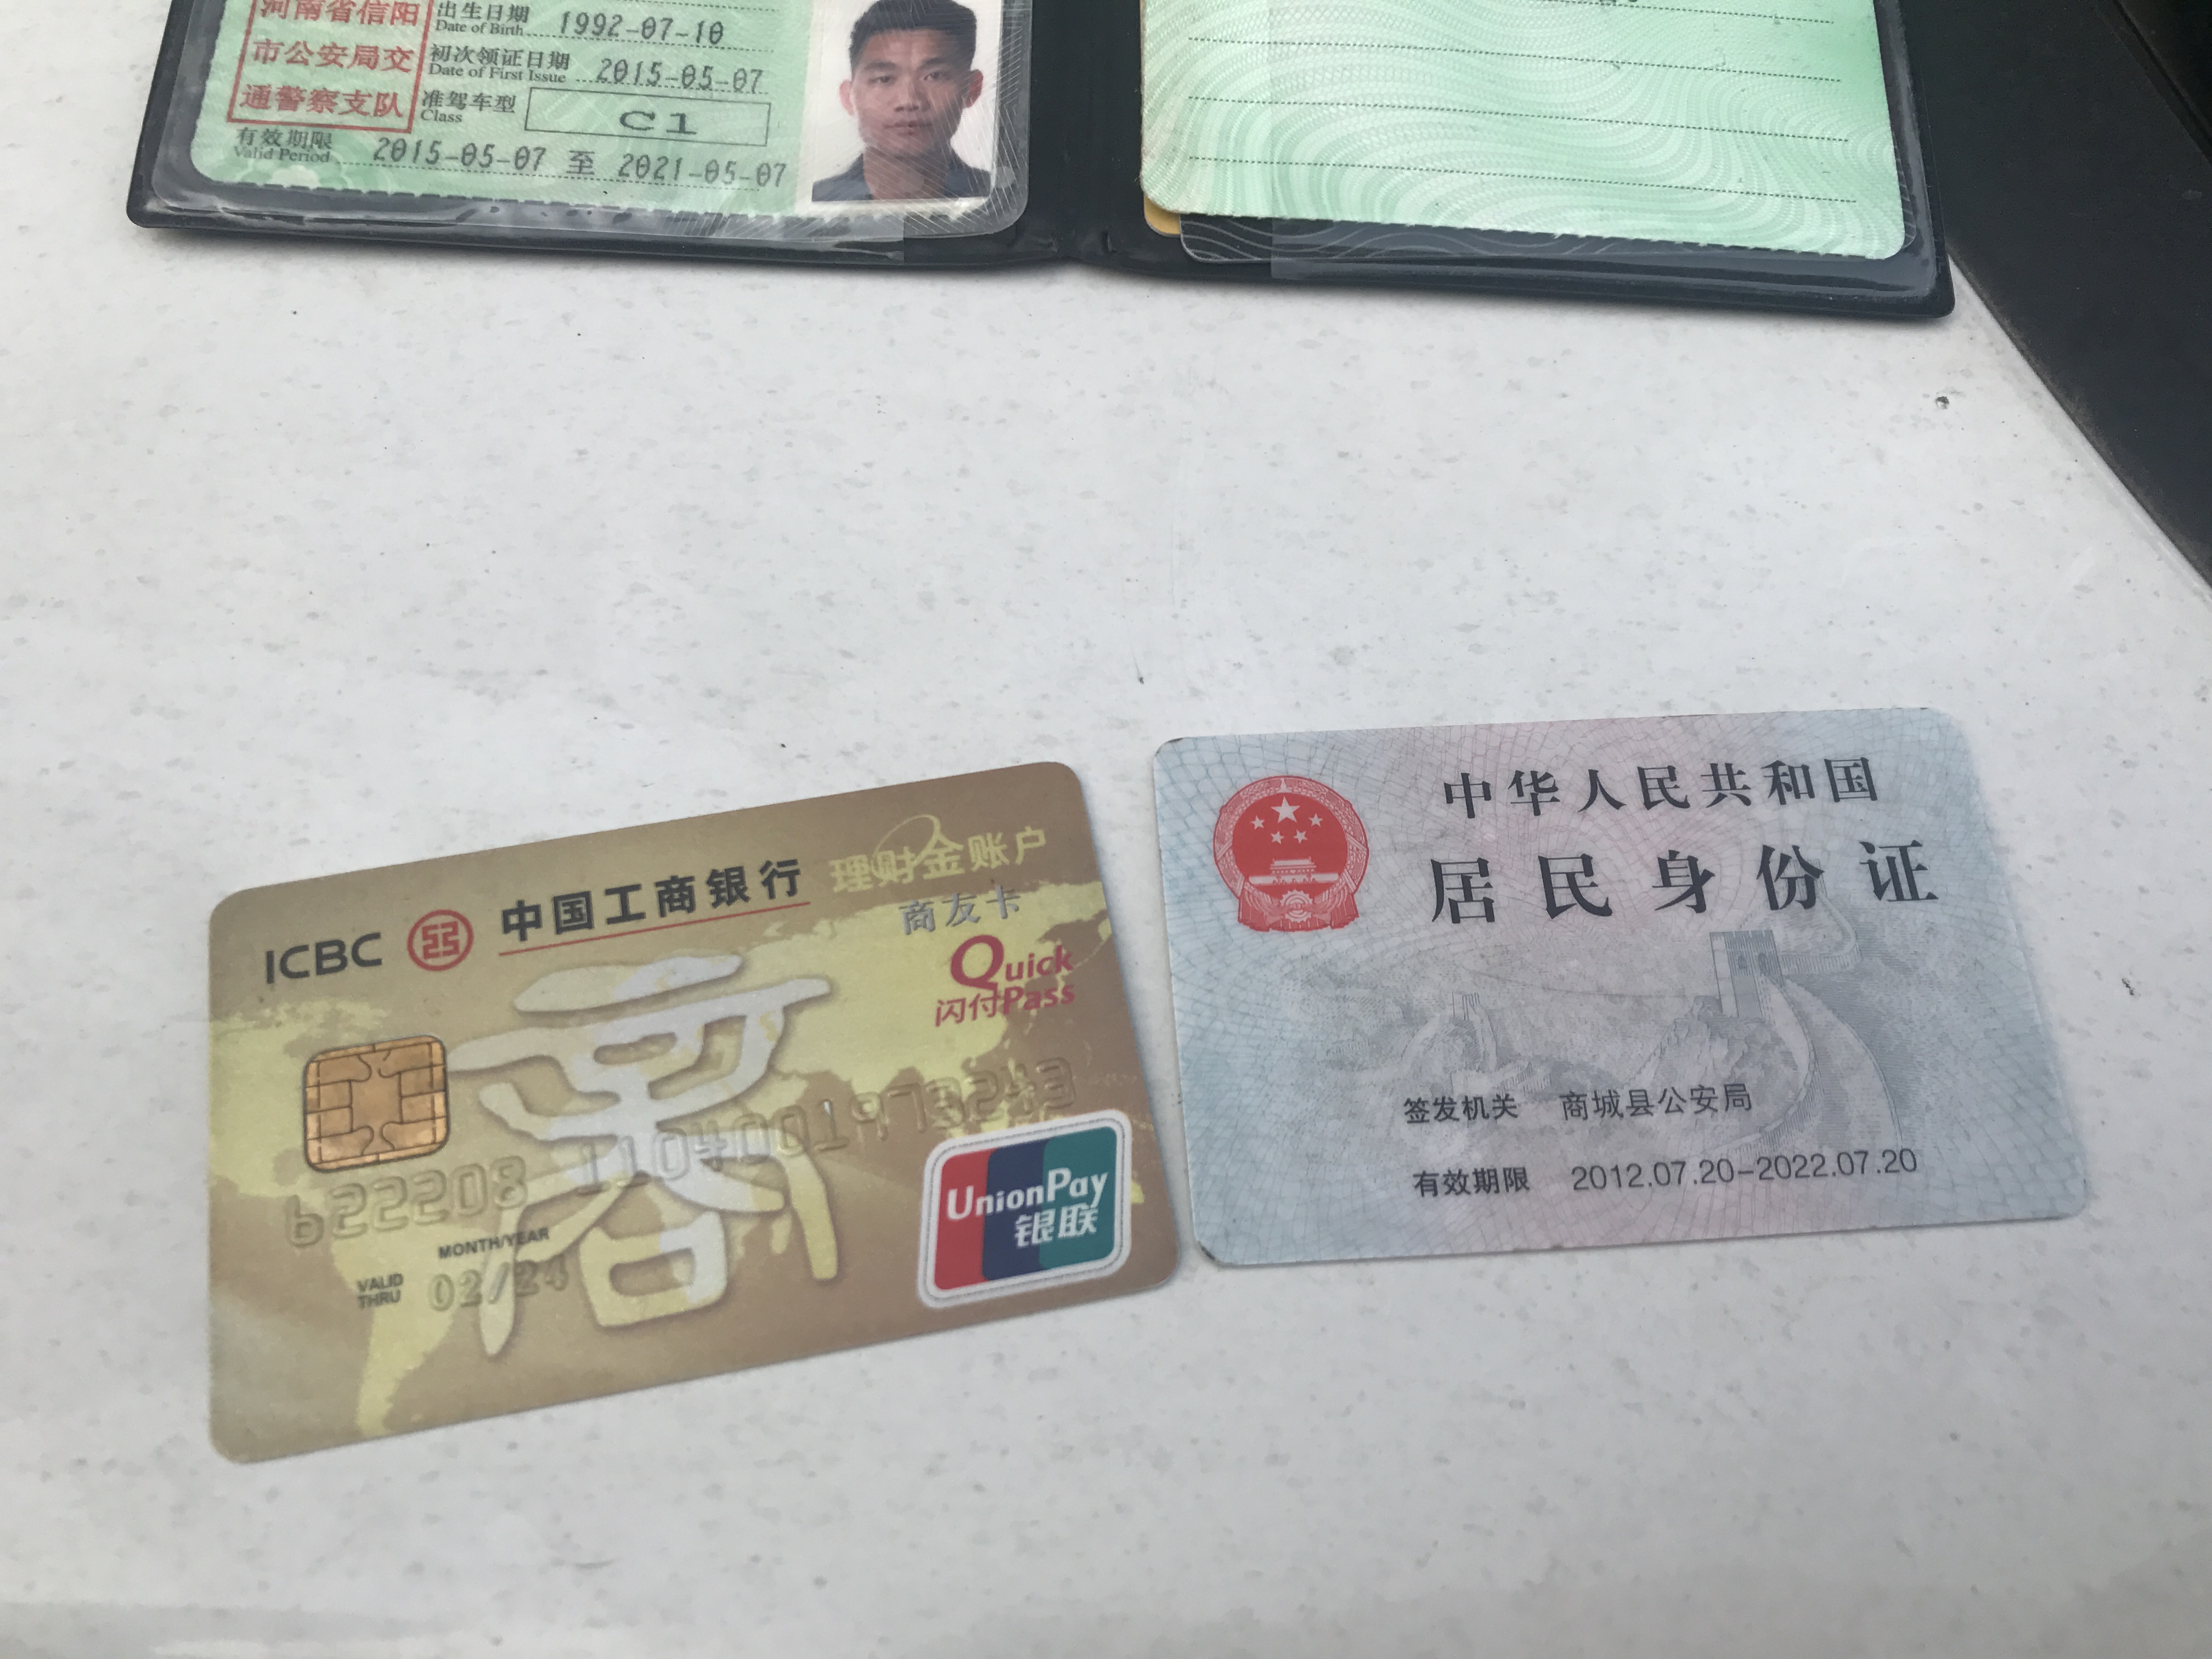 河南省信阳
市公安局交
通警察支队
出生日期 1992-07-10
Date of Birth
初次领证日期 2015-05-07
Date of First Issue
准驾车型 C1
Class
有效期限 2015-05-07 至 2021-05-07
Valid Period
ICBC 中国工商银行 理财金账户
商友卡
Quick
闪付Pass
商
622208 1104001973243
MONTH/YEAR
VALID THRU 02/24
UnionPay
银联
中华人民共和国
居民身份证
签发机关 商城县公安局
有效期限 2012.07.20-2022.07.20